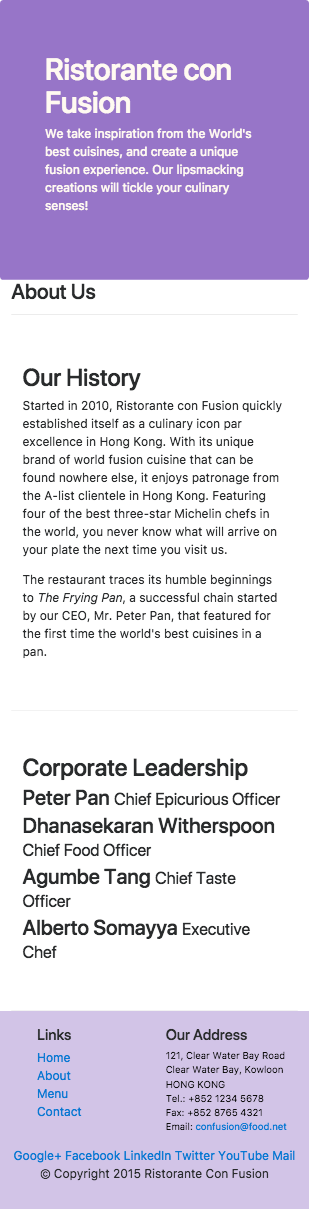 Ristorante con
Fusion
We take inspiration from the World's
best cuisines, and create a unique
fusion experience. Our lipsmacking
creations will tickle your culinary
senses!
About Us
Our History
Started in 2010, Ristorante con Fusion quickly
established itself as a culinary icon par
excellence in Hong Kong. With its unique
brand of world fusion cuisine that can be
found nowhere else, it enjoys patronage from
the A-list clientele in Hong Kong. Featuring
four of the best three-star Michelin chefs in
the world, you never know what will arrive on
your plate the next time you visit us.
The restaurant traces its humble beginnings
to The Frying Pan, a successful chain started
by our CEO, Mr. Peter Pan, that featured for
the first time the world's best cuisines in a
pan.
Corporate Leadership
Peter Pan Chief Epicurious Officer
Dhanasekaran Witherspoon
Chief Food Officer
Agumbe Tang Chief Taste
Officer
Alberto Somayya Executive
Chef
Links
Home
About
Menu
Contact
Our Address
121, Clear Water Bay Road
Clear Water Bay, Kowloon
HONG KONG
Tel.: +852 1234 5678
Fax: +852 8765 4321
Email: confusion@food.net
Google+ Facebook LinkedIn Twitter YouTube Mail
© Copyright 2015 Ristorante Con Fusion